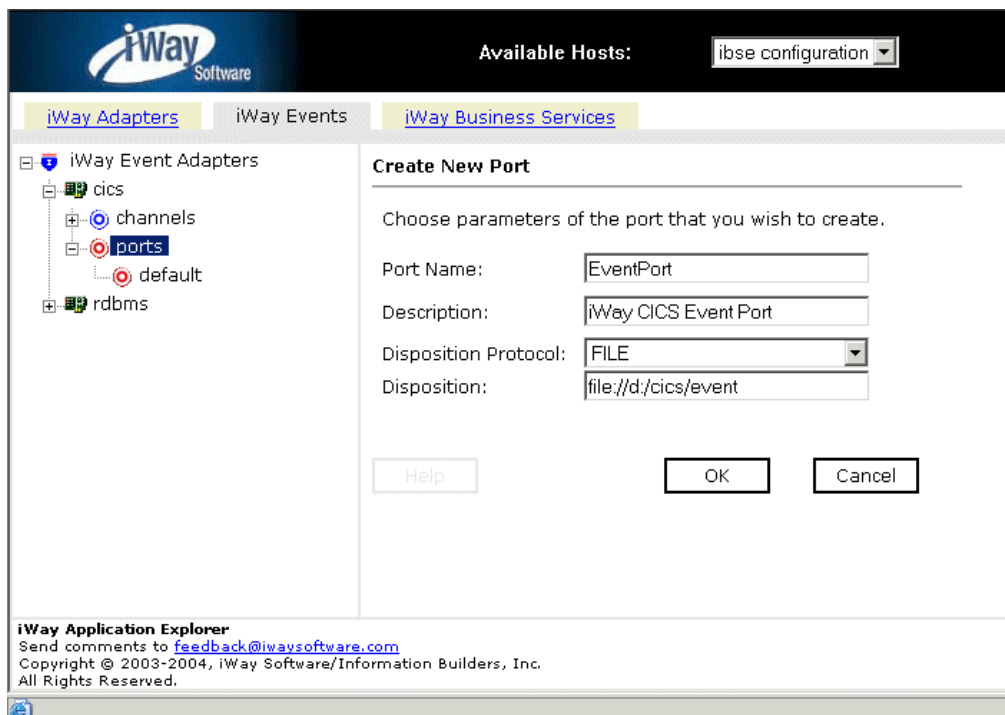 iWay Software
Available Hosts:
ibse configuration
iWay Adapters
iWay Events
iWay Business Services
iWay Event Adapters
cics
channels
ports
default
rdbms
Create New Port
Choose parameters of the port that you wish to create.
Port Name: EventPort
Description: iWay CICS Event Port
Disposition Protocol: FILE
Disposition: file://d:/cics/event
Help
OK
Cancel
iWay Application Explorer
Send comments to feedback@iwaysoftware.com
Copyright © 2003-2004, iWay Software/Information Builders, Inc.
All Rights Reserved.